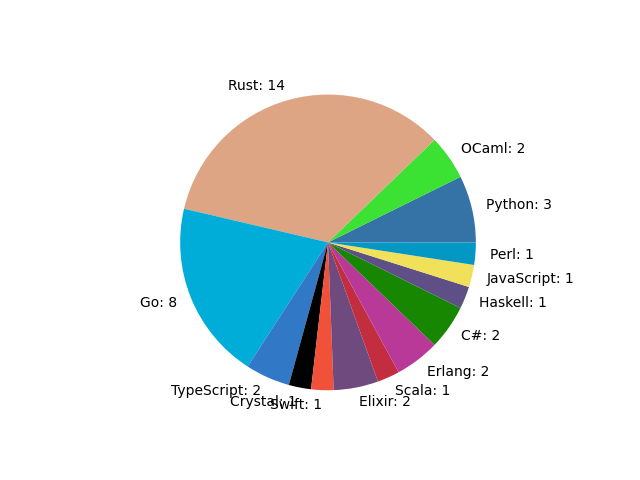 Rust: 14
OCaml: 2
Python: 3
Perl: 1
JavaScript: 1
Haskell: 1
Go: 8
C#: 2
Erlang: 2
TypeScript: 2
Scala: 1
Crystal: 1
Swift: 1
Elixir: 2